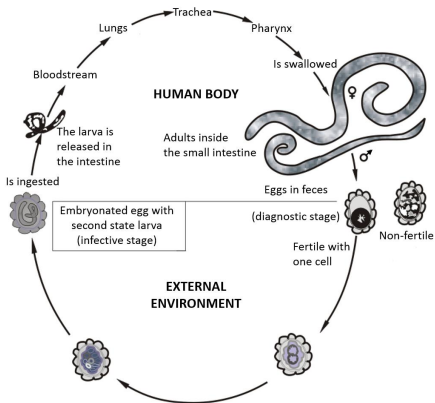 Trachea
Lungs
Pharynx
Bloodstream
Is swallowed
♀
HUMAN BODY
The larva is
released in
the intestine
Adults inside
the small intestine
♂
Is ingested
Eggs in feces
Embryonated egg with
second state larva
(infective stage)
(diagnostic stage)
Non-fertile
Fertile with
one cell
EXTERNAL
ENVIRONMENT